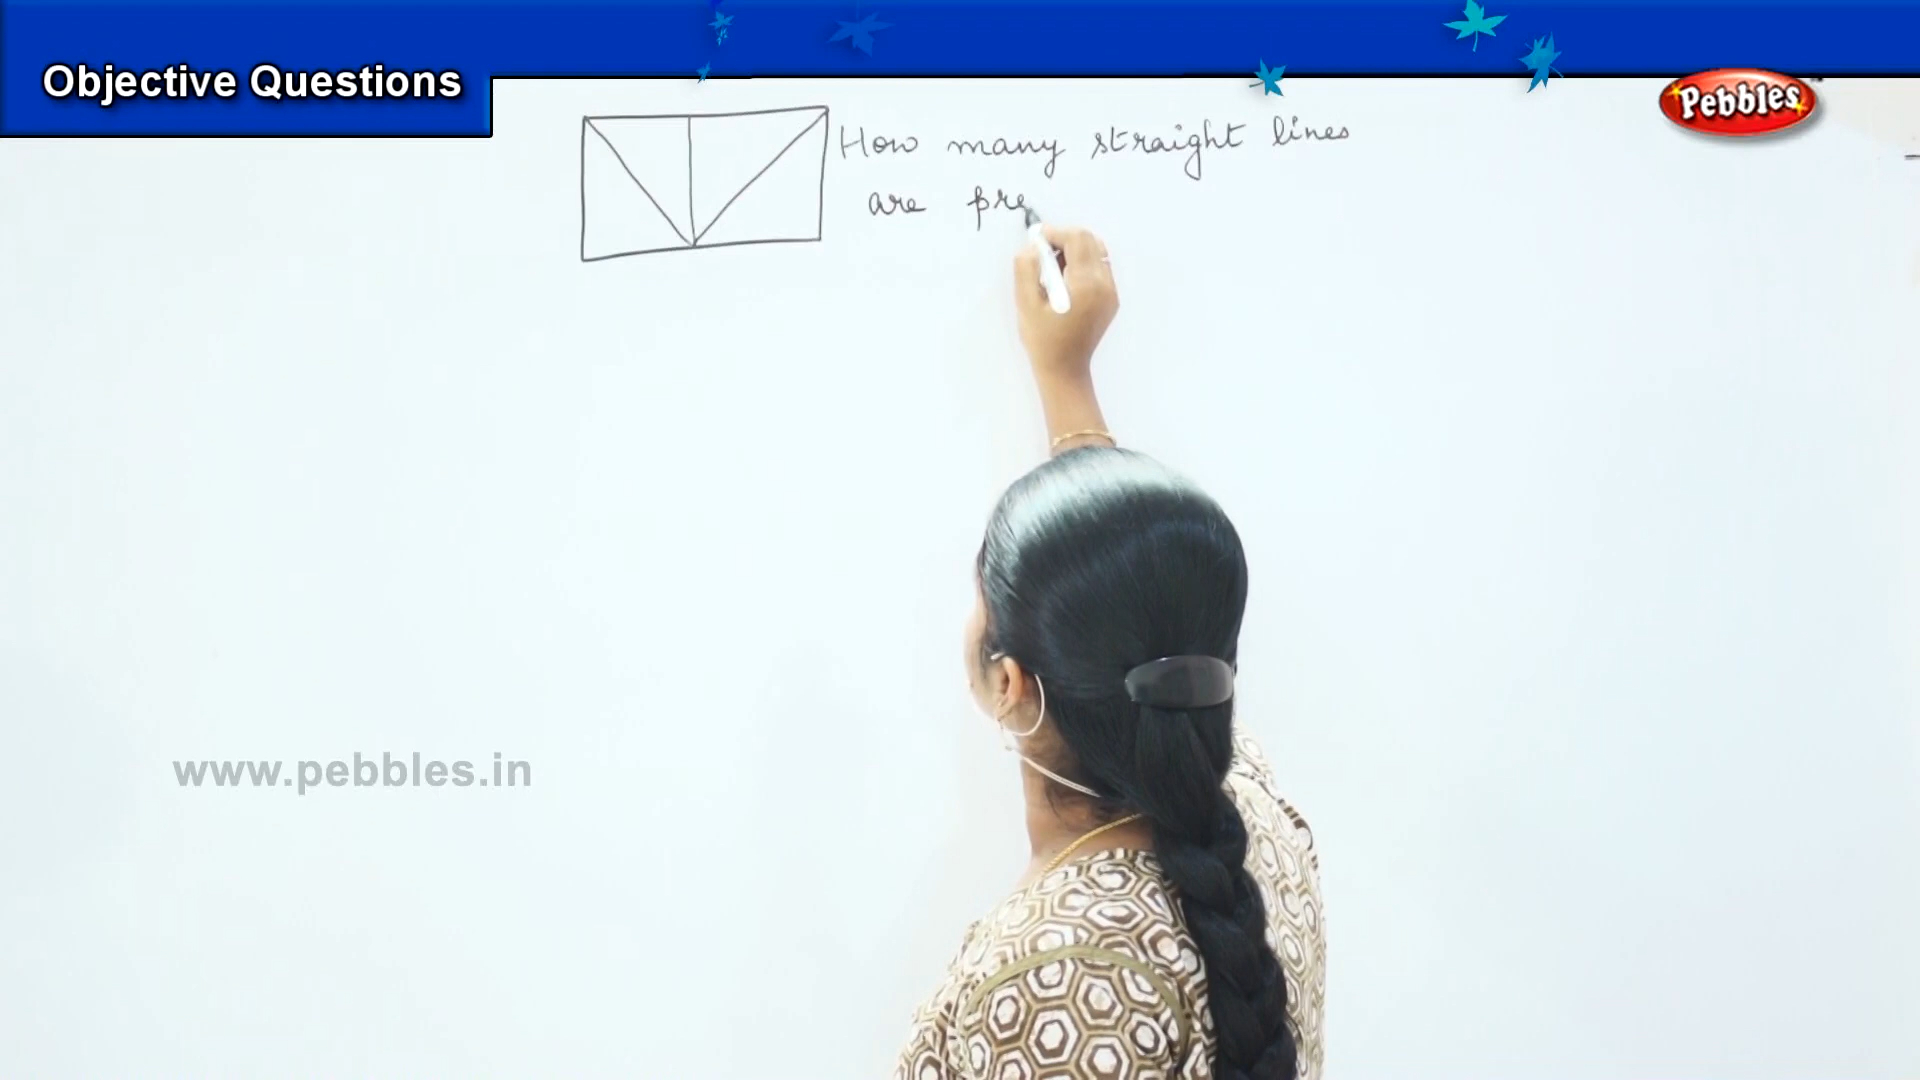 Objective Questions
Pebbles
How many straight lines
are pre
www.pebbles.in